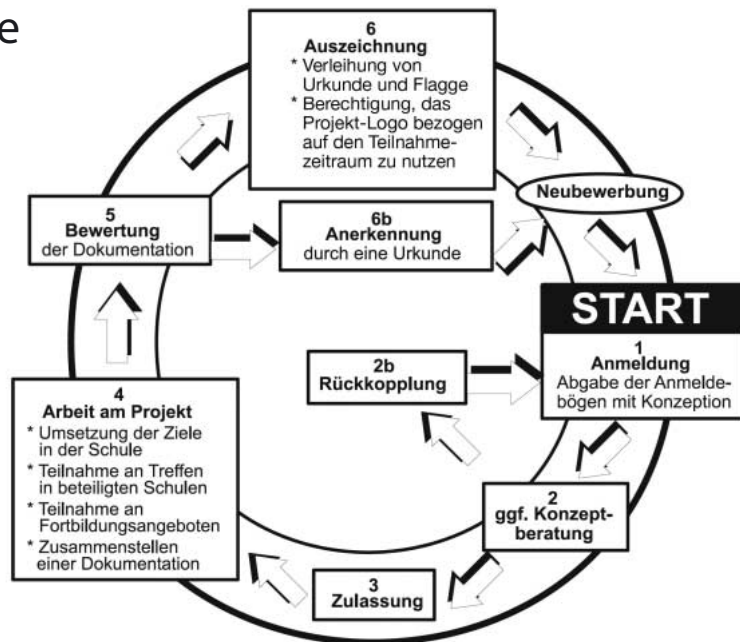 e
6
Auszeichnung
* Verleihung von
Urkunde und Flagge
* Berechtigung, das
Projekt-Logo bezogen
auf den Teilnahme-
zeitraum zu nutzen
Neubewerbung
5
Bewertung
der Dokumentation
6b
Anerkennung
durch eine Urkunde
START
1
Anmeldung
Abgabe der Anmelde-
bögen mit Konzeption
2b
Rückkopplung
4
Arbeit am Projekt
* Umsetzung der Ziele
in der Schule
* Teilnahme an Treffen
in beteiligten Schulen
* Teilnahme an
Fortbildungsangeboten
* Zusammenstellen
einer Dokumentation
2
ggf. Konzept-
beratung
3
Zulassung